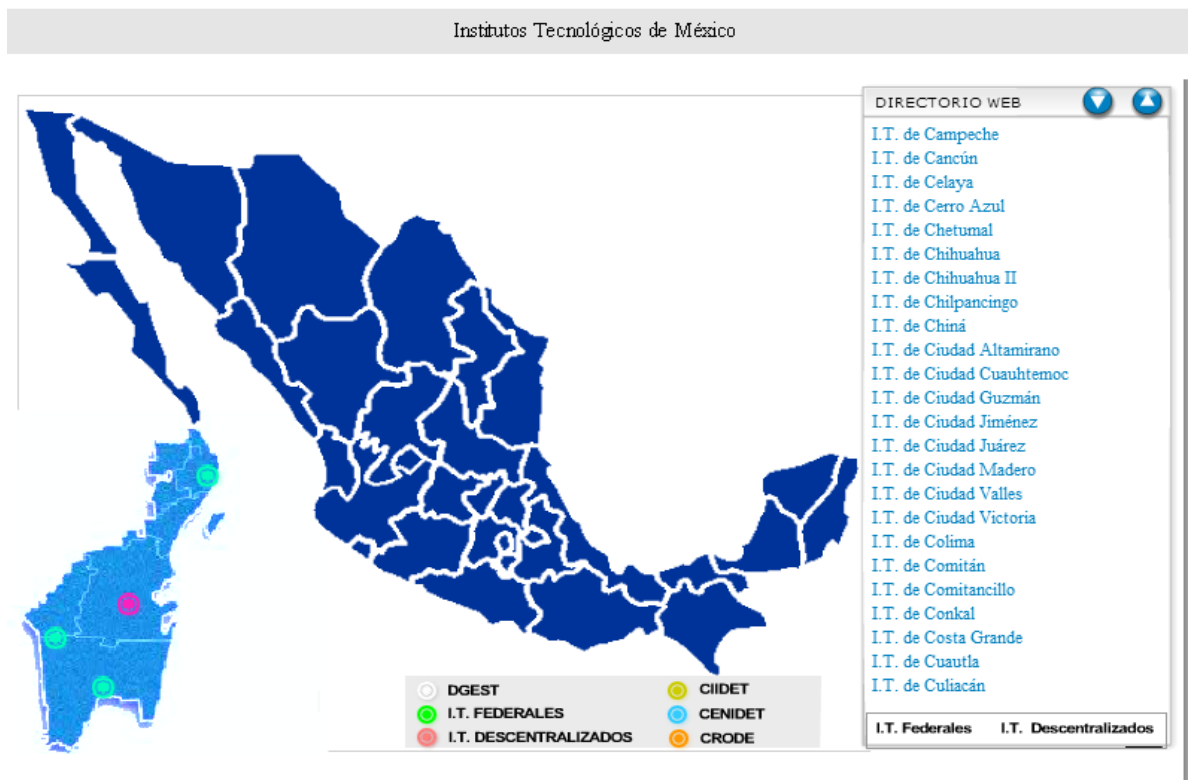 Institutos Tecnológicos de México
DIRECTORIO WEB
I.T. de Campeche
I.T. de Cancún
I.T. de Celaya
I.T. de Cerro Azul
I.T. de Chetumal
I.T. de Chihuahua
I.T. de Chihuahua II
I.T. de Chilpancingo
I.T. de Chiná
I.T. de Ciudad Altamirano
I.T. de Ciudad Cuauhtemoc
I.T. de Ciudad Guzmán
I.T. de Ciudad Jiménez
I.T. de Ciudad Juárez
I.T. de Ciudad Madero
I.T. de Ciudad Valles
I.T. de Ciudad Victoria
I.T. de Colima
I.T. de Comitán
I.T. de Comitancillo
I.T. de Conkal
I.T. de Costa Grande
I.T. de Cuautla
I.T. de Culiacán
I.T. Federales I.T. Descentralizados
DGEST CIIDET
I.T. FEDERALES CENIDET
I.T. DESCENTRALIZADOS CRODE